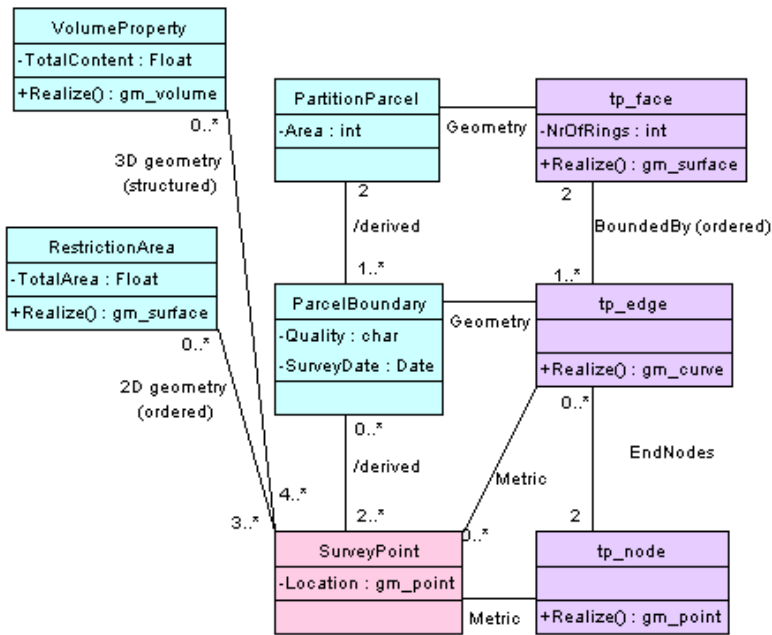 VolumeProperty
-TotalContent : Float
+Realize() : gm_volume
0..*
3D geometry
(structured)
PartitionParcel
-Area : int
Geometry
tp_face
-NrOfRings : int
+Realize() : gm_surface
2
/derived
1..*
2
BoundedBy (ordered)
1..*
RestrictionArea
-TotalArea : Float
+Realize() : gm_surface
0..*
2D geometry
(ordered)
ParcelBoundary
-Quality : char
-SurveyDate : Date
Geometry
tp_edge
+Realize() : gm_curve
0..*
/derived
0..*
EndNodes
Metric
4..*
3..*
2..*
0..*
2
SurveyPoint
-Location : gm_point
Metric
tp_node
+Realize() : gm_point